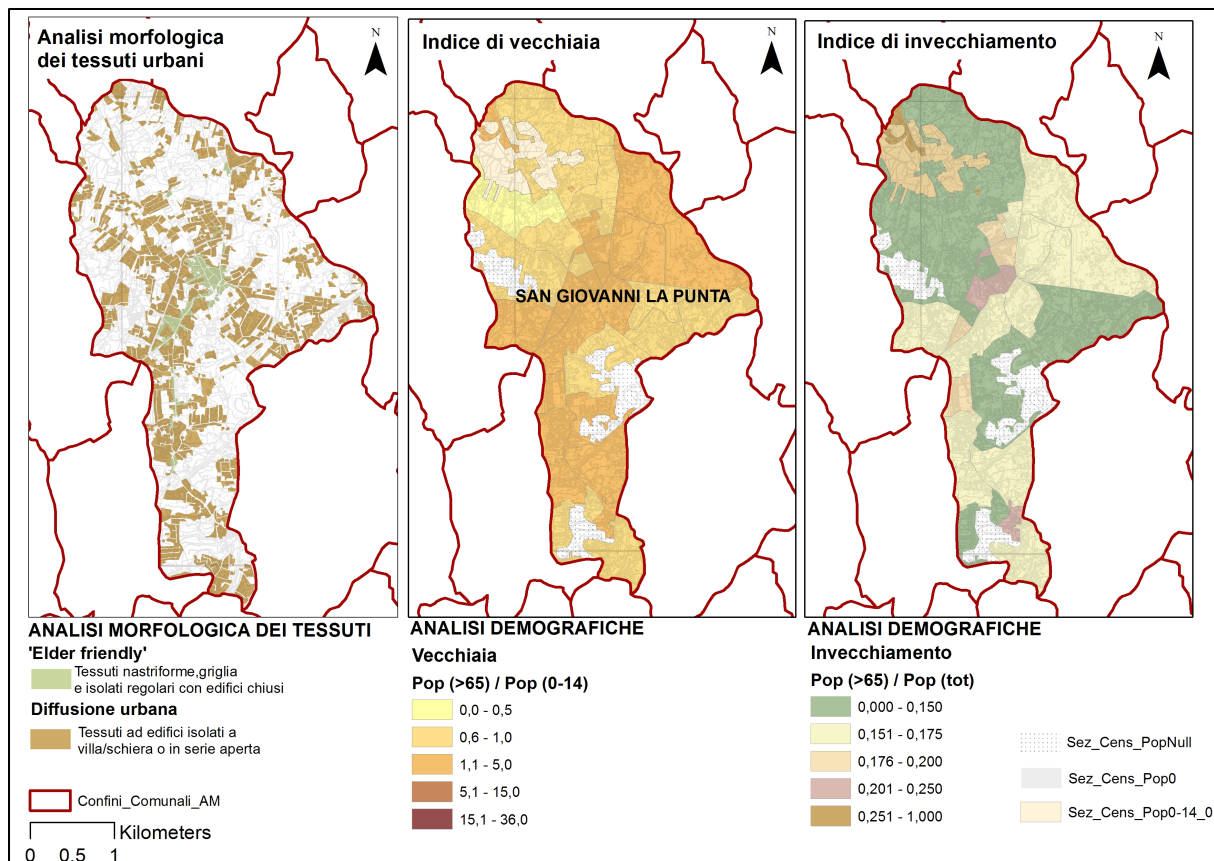 Analisi morfologica
dei tessuti urbani
N
Indice di vecchiaia
N
Indice di invecchiamento
N
SAN GIOVANNI LA PUNTA
ANALISI MORFOLOGICA DEI TESSUTI
'Elder friendly'
Tessuti nastriforme,griglia
e isolati regolari con edifici chiusi
Diffusione urbana
Tessuti ad edifici isolati a
villa/schiera o in serie aperta
Confini_Comunali_AM
Kilometers
0 0,5 1
ANALISI DEMOGRAFICHE
Vecchiaia
Pop (>65) / Pop (0-14)
0,0 - 0,5
0,6 - 1,0
1,1 - 5,0
5,1 - 15,0
15,1 - 36,0
ANALISI DEMOGRAFICHE
Invecchiamento
Pop (>65) / Pop (tot)
0,000 - 0,150
0,151 - 0,175
0,176 - 0,200
0,201 - 0,250
0,251 - 1,000
Sez_Cens_PopNull
Sez_Cens_Pop0
Sez_Cens_Pop0-14_0